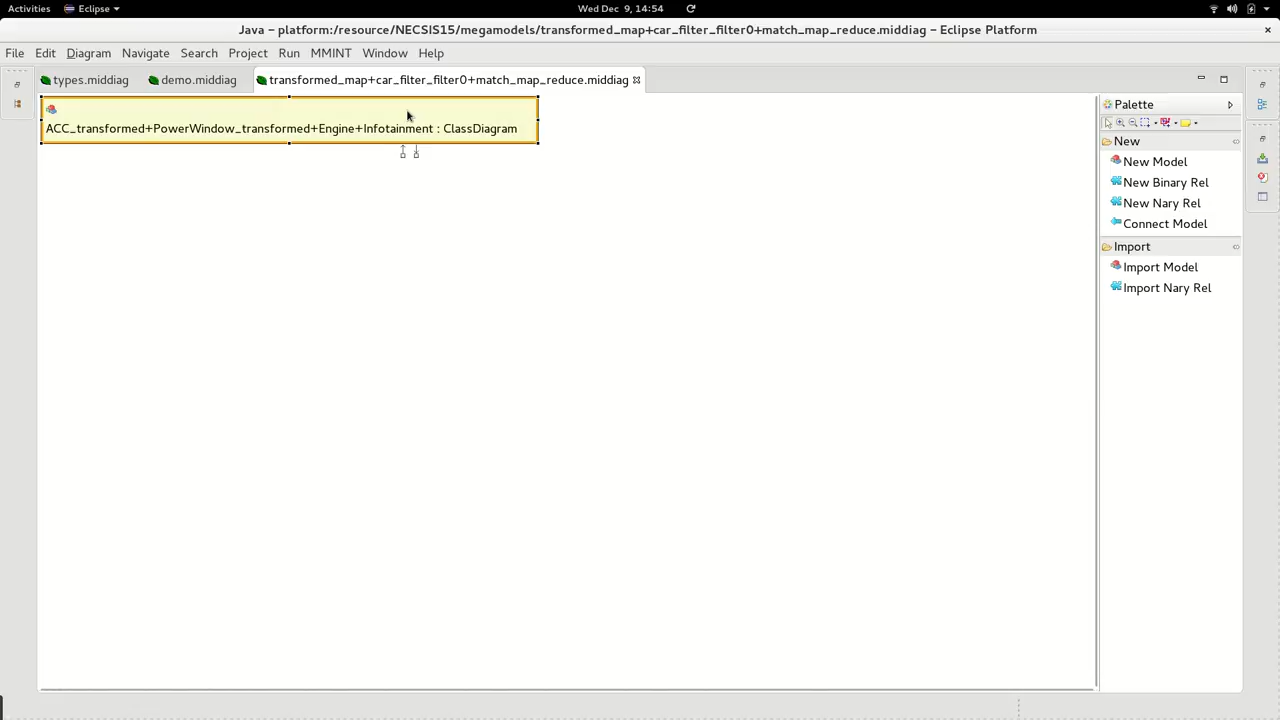 Activities Eclipse Wed Dec 9, 14:54
Java – platform:/resource/NECSIS15/megamodels/transformed_map+car_filter_filter0+match_map_reduce.middiag – Eclipse Platform
File Edit Diagram Navigate Search Project Run MMINT Window Help
types.middiag demo.middiag transformed_map+car_filter_filter0+match_map_reduce.middiag
ACC_transformed+PowerWindow_transformed+Engine+Infotainment : ClassDiagram
Palette
New
New Model
New Binary Rel
New Nary Rel
Connect Model
Import
Import Model
Import Nary Rel